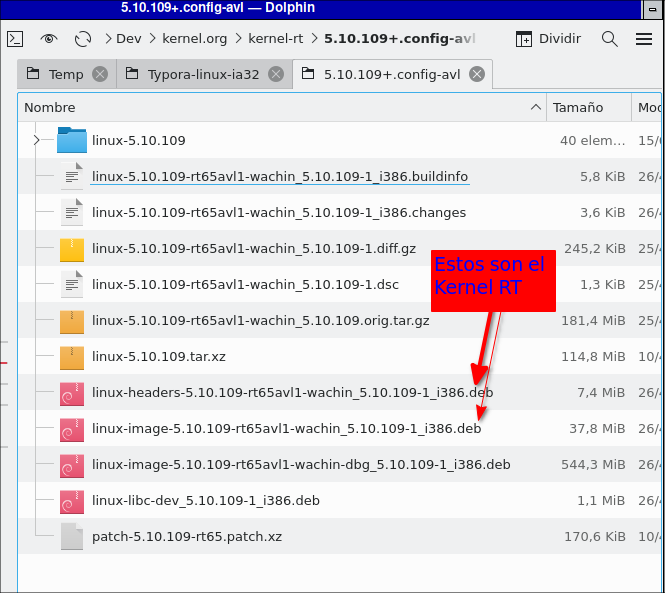 5.10.109+.config-avl — Dolphin
Dev kernel.org kernel-rt 5.10.109+.config-avl Dividir
Temp Typora-linux-ia32 5.10.109+.config-avl
Nombre Tamaño
linux-5.10.109 40 elem... 15/
linux-5.10.109-rt65avl1-wachin_5.10.109-1_i386.buildinfo 5,8 KiB 26/
linux-5.10.109-rt65avl1-wachin_5.10.109-1_i386.changes 3,6 KiB 26/
linux-5.10.109-rt65avl1-wachin_5.10.109-1.diff.gz 245,2 KiB 25/
Estos son el
Kernel RT
linux-5.10.109-rt65avl1-wachin_5.10.109-1.dsc 1,3 KiB 25/
linux-5.10.109-rt65avl1-wachin_5.10.109.orig.tar.gz 181,4 MiB 25/
linux-5.10.109.tar.xz 114,8 MiB 10/
linux-headers-5.10.109-rt65avl1-wachin_5.10.109-1_i386.deb 7,4 MiB 26/
linux-image-5.10.109-rt65avl1-wachin_5.10.109-1_i386.deb 37,8 MiB 26/
linux-image-5.10.109-rt65avl1-wachin-dbg_5.10.109-1_i386.deb 544,3 MiB 26/
linux-libc-dev_5.10.109-1_i386.deb 1,1 MiB 26/
patch-5.10.109-rt65.patch.xz 170,6 KiB 10/